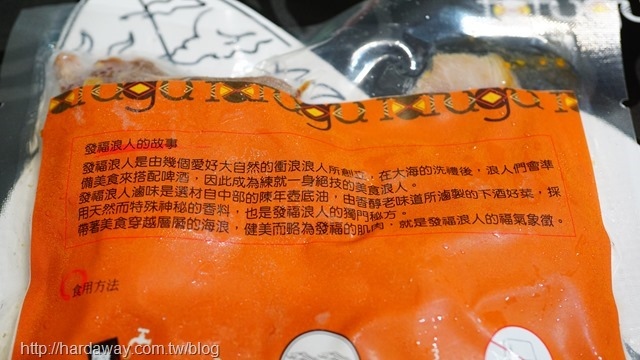 發福浪人的故事
發福浪人是由幾個愛好大自然的衝浪浪人所創立，在大海的洗禮後，浪人們會準
備美食來搭配啤酒，因此成為練就一身絕技的美食浪人。
發福浪人滷味是選材自中部的陳年壺底油，由香醇老味道所滷製的下酒好菜，採
用天然而特殊神秘的香料，也是發福浪人的獨門秘方。
帶著美食穿越層層的海浪，健美而略為發福的肌肉，就是發福浪人的福氣象徵。
食用方法
http://hardaway.com.tw/blog